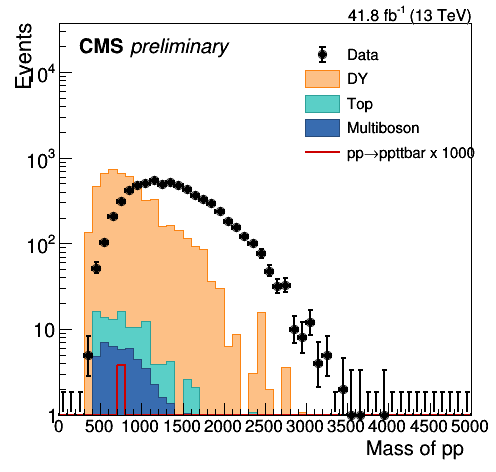 41.8 fb⁻¹ (13 TeV)
Events
CMS preliminary
Data
DY
Top
Multiboson
pp→ppttbar x 1000
10⁴
10³
10²
10
1
0 500 1000 1500 2000 2500 3000 3500 4000 4500 5000
Mass of pp